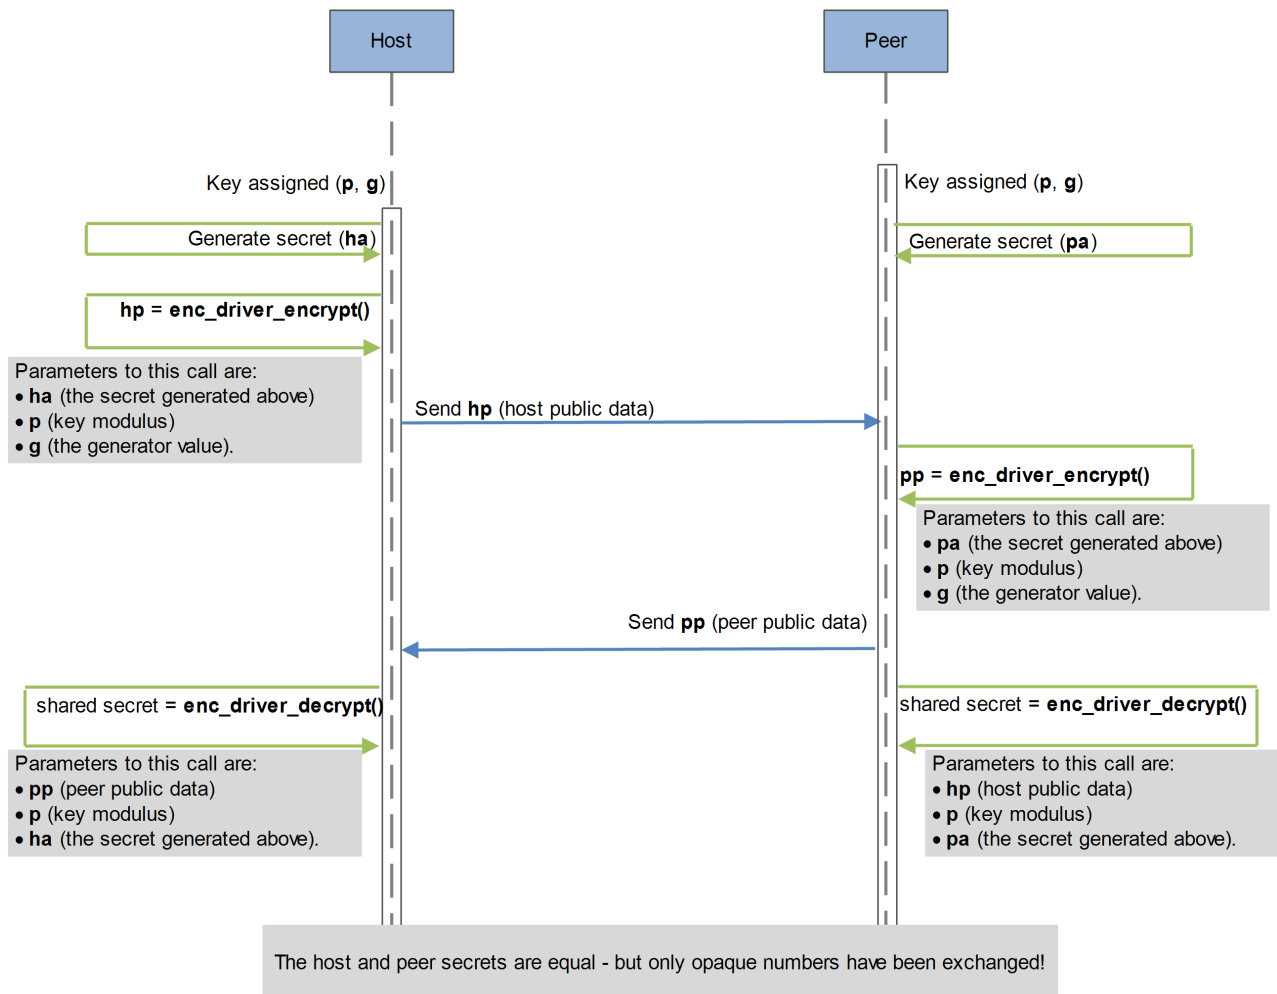 Host
Peer
Key assigned (p, g)
Key assigned (p, g)
Generate secret (ha)
Generate secret (pa)
hp = enc_driver_encrypt()
Parameters to this call are:
• ha (the secret generated above)
• p (key modulus)
• g (the generator value).
Send hp (host public data)
pp = enc_driver_encrypt()
Parameters to this call are:
• pa (the secret generated above)
• p (key modulus)
• g (the generator value).
Send pp (peer public data)
shared secret = enc_driver_decrypt()
Parameters to this call are:
• pp (peer public data)
• p (key modulus)
• ha (the secret generated above).
shared secret = enc_driver_decrypt()
Parameters to this call are:
• hp (host public data)
• p (key modulus)
• pa (the secret generated above).
The host and peer secrets are equal - but only opaque numbers have been exchanged!